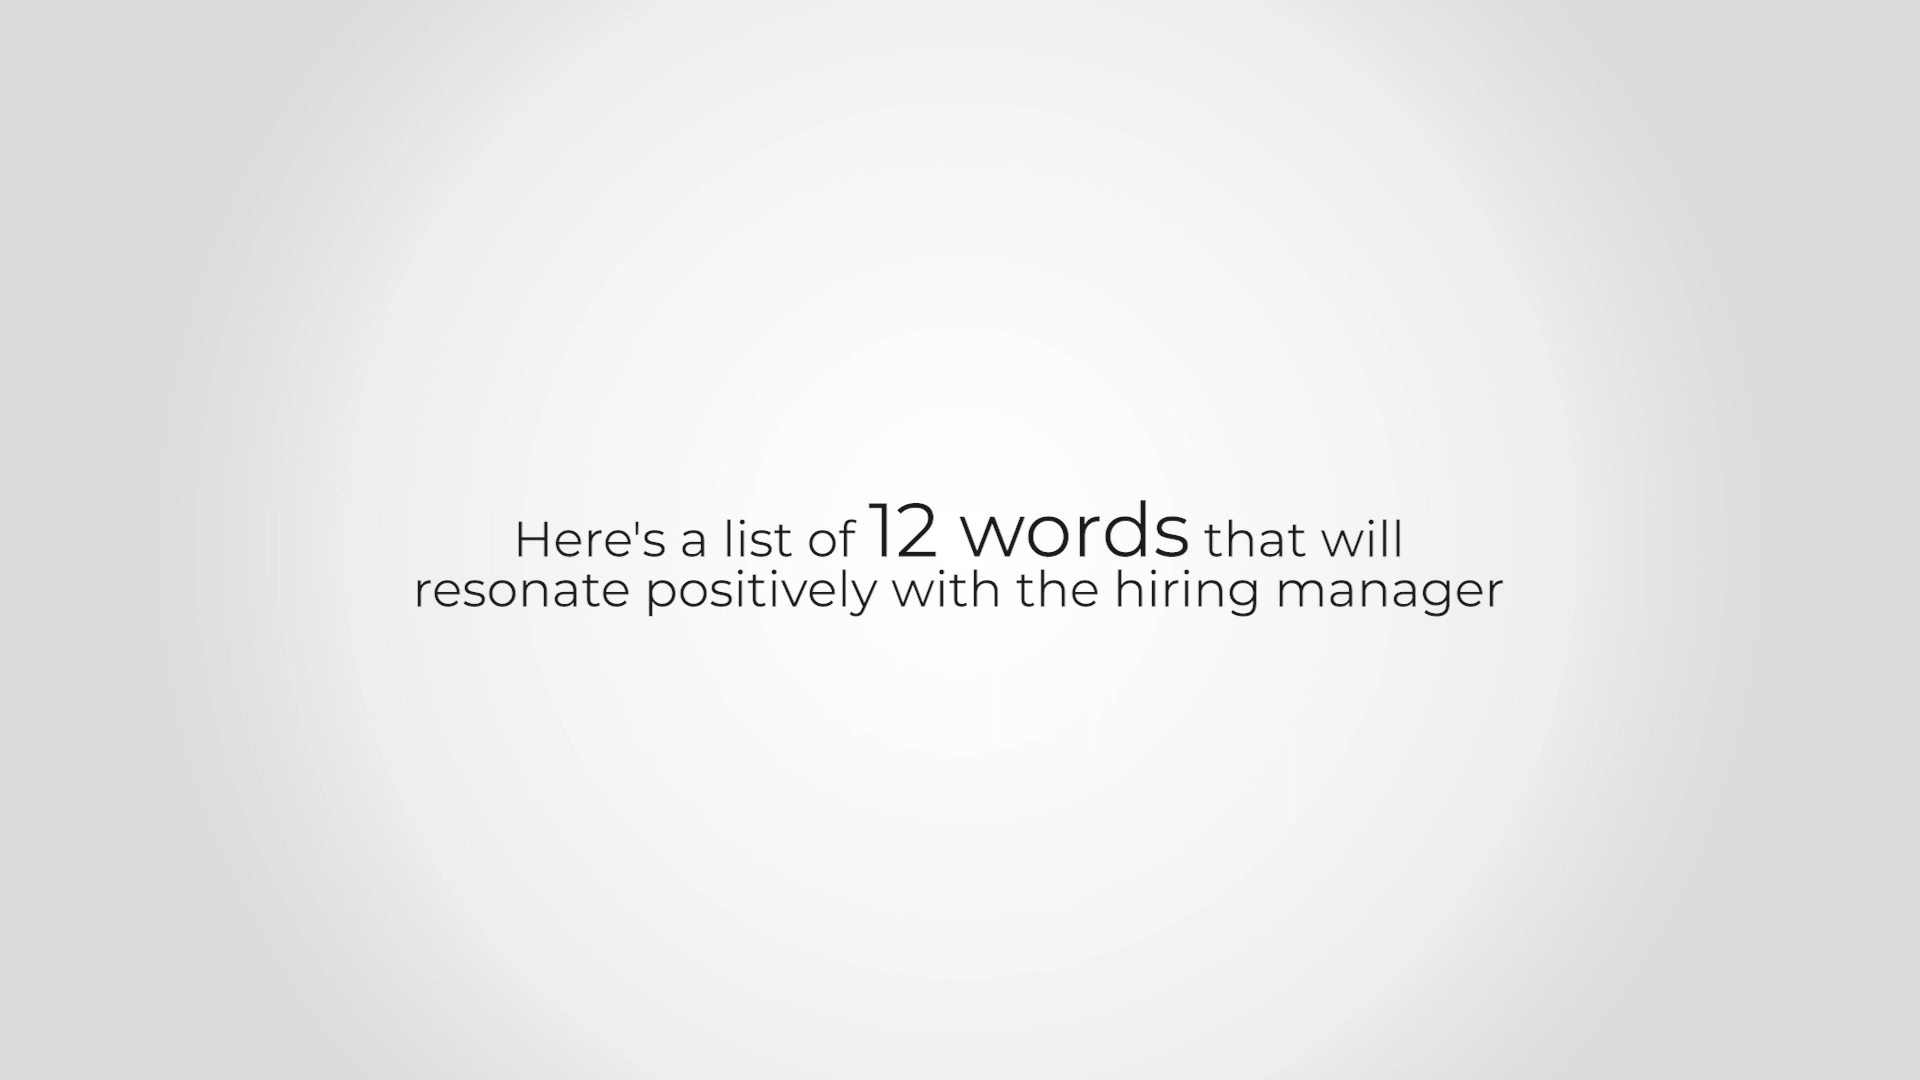 Here's a list of 12 words that will
resonate positively with the hiring manager